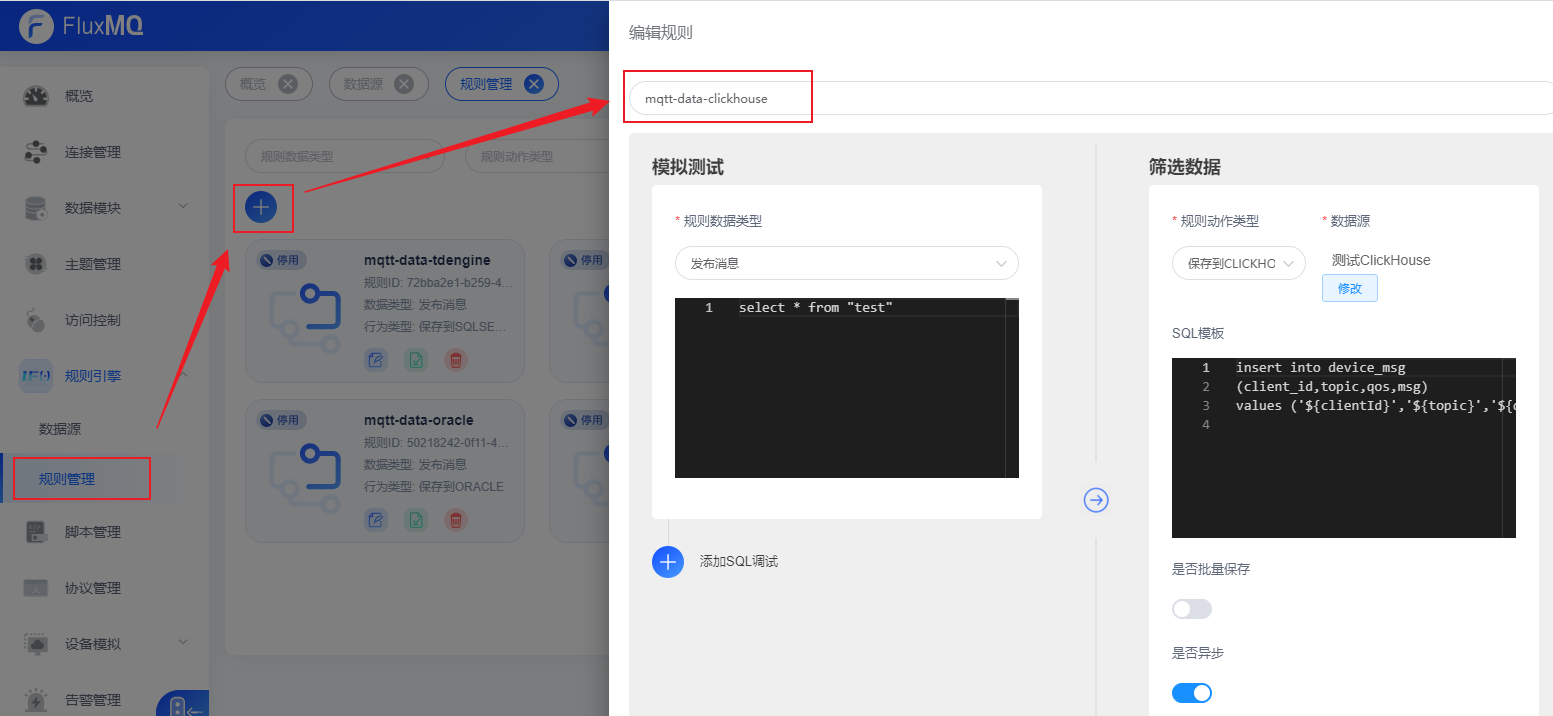 FluxMQ
概览
连接管理
数据模块
主题管理
访问控制
规则引擎
数据源
规则管理
脚本管理
协议管理
设备模拟
告警管理
概览
数据源
规则管理
规则数据类型
规则动作类型
停用
mqtt-data-tdengine
规则ID: 72bba2e1-b259-4...
数据类型: 发布消息
行为类型: 保存到SQLSE...
停用
停用
mqtt-data-oracle
规则ID: 50218242-0f11-4...
数据类型: 发布消息
行为类型: 保存到ORACLE
停用
编辑规则
mqtt-data-clickhouse
模拟测试
* 规则数据类型
发布消息
1 select * from "test"
添加SQL调试
筛选数据
* 规则动作类型
* 数据源
保存到CLICKHO
测试ClickHouse
修改
SQL模板
1 insert into device_msg
2 (client_id,topic,qos,msg)
3 values ('${clientId}','${topic}','${
4
是否批量保存
是否异步